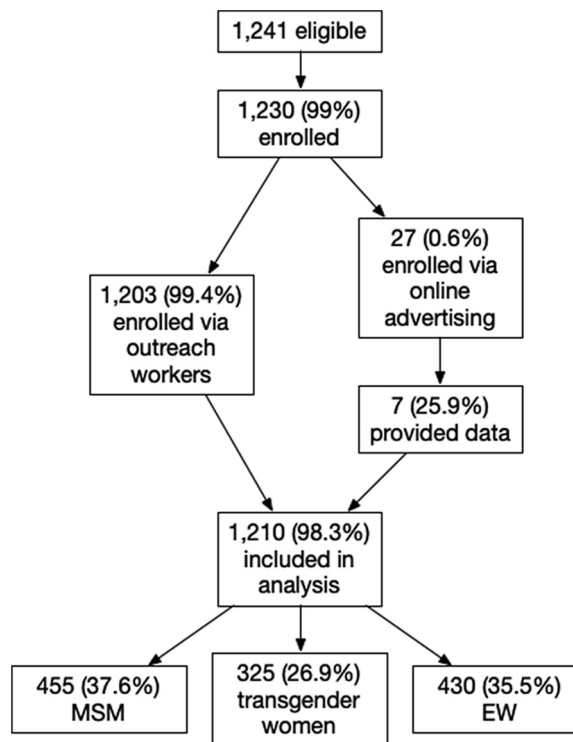 1,241 eligible
1,230 (99%)
enrolled
27 (0.6%)
enrolled via
online
advertising
1,203 (99.4%)
enrolled via
outreach
workers
7 (25.9%)
provided data
1,210 (98.3%)
included in
analysis
455 (37.6%)
MSM
325 (26.9%)
transgender
women
430 (35.5%)
EW